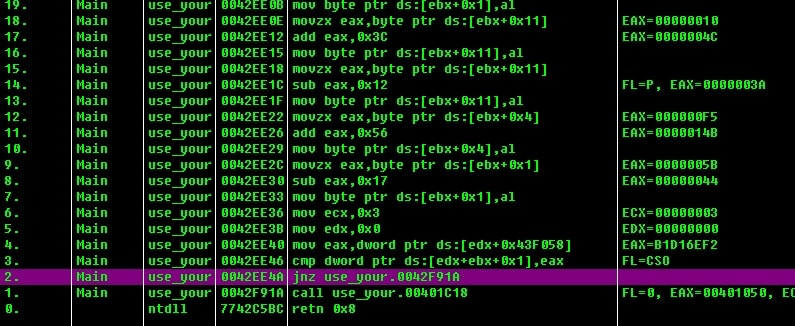 19. Main use_your 0042EE0B mov byte ptr ds:[ebx+0x1],al
18. Main use_your 0042EE0E movzx eax,byte ptr ds:[ebx+0x11] EAX=00000010
17. Main use_your 0042EE12 add eax,0x3C EAX=0000004C
16. Main use_your 0042EE15 mov byte ptr ds:[ebx+0x11],al
15. Main use_your 0042EE18 movzx eax,byte ptr ds:[ebx+0x11]
14. Main use_your 0042EE1C sub eax,0x12 FL=P, EAX=0000003A
13. Main use_your 0042EE1F mov byte ptr ds:[ebx+0x11],al
12. Main use_your 0042EE22 movzx eax,byte ptr ds:[ebx+0x4] EAX=000000F5
11. Main use_your 0042EE26 add eax,0x56 EAX=0000014B
10. Main use_your 0042EE29 mov byte ptr ds:[ebx+0x4],al
9. Main use_your 0042EE2C movzx eax,byte ptr ds:[ebx+0x1] EAX=0000005B
8. Main use_your 0042EE30 sub eax,0x17 EAX=00000044
7. Main use_your 0042EE33 mov byte ptr ds:[ebx+0x1],al
6. Main use_your 0042EE36 mov ecx,0x3 ECX=00000003
5. Main use_your 0042EE3B mov edx,0x0 EDX=00000000
4. Main use_your 0042EE40 mov eax,dword ptr ds:[edx+0x43F058] EAX=B1D16EF2
3. Main use_your 0042EE46 cmp dword ptr ds:[edx+ebx+0x1],eax FL=CSO
2. Main use_your 0042EE4A jnz use_your.0042F91A
1. Main use_your 0042F91A call use_your.00401C18 FL=0, EAX=00401050, EC
0. ntdll 7742C5BC retn 0x8